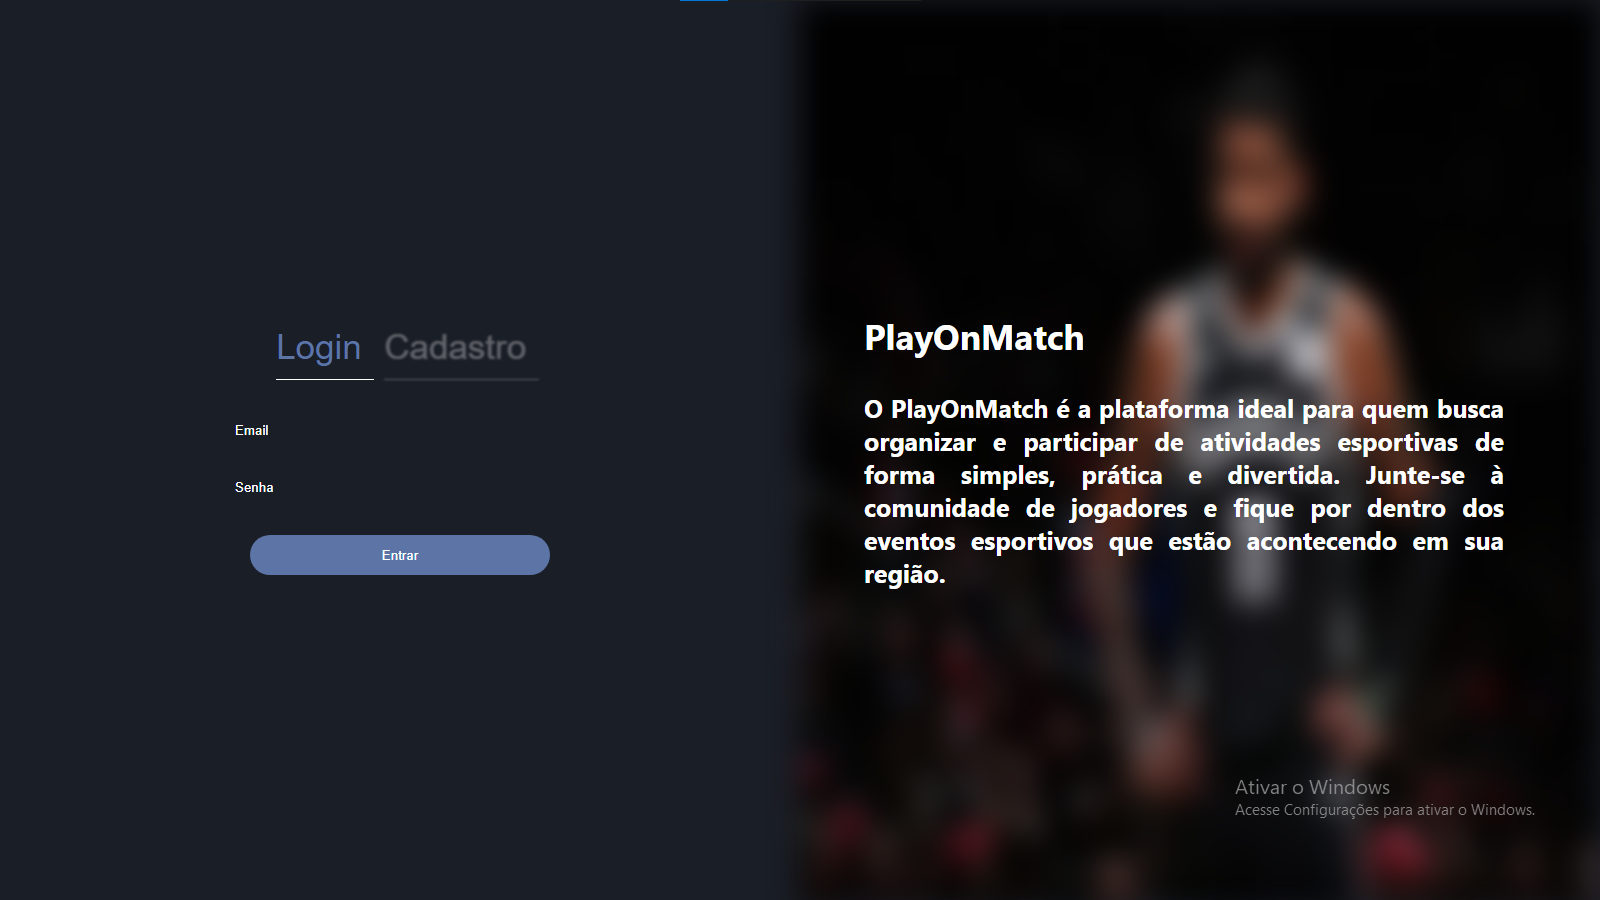 Login Cadastro
Email
Senha
Entrar
PlayOnMatch
O PlayOnMatch é a plataforma ideal para quem busca
organizar e participar de atividades esportivas de
forma simples, prática e divertida. Junte-se à
comunidade de jogadores e fique por dentro dos
eventos esportivos que estão acontecendo em sua
região.
Ativar o Windows
Acesse Configurações para ativar o Windows.